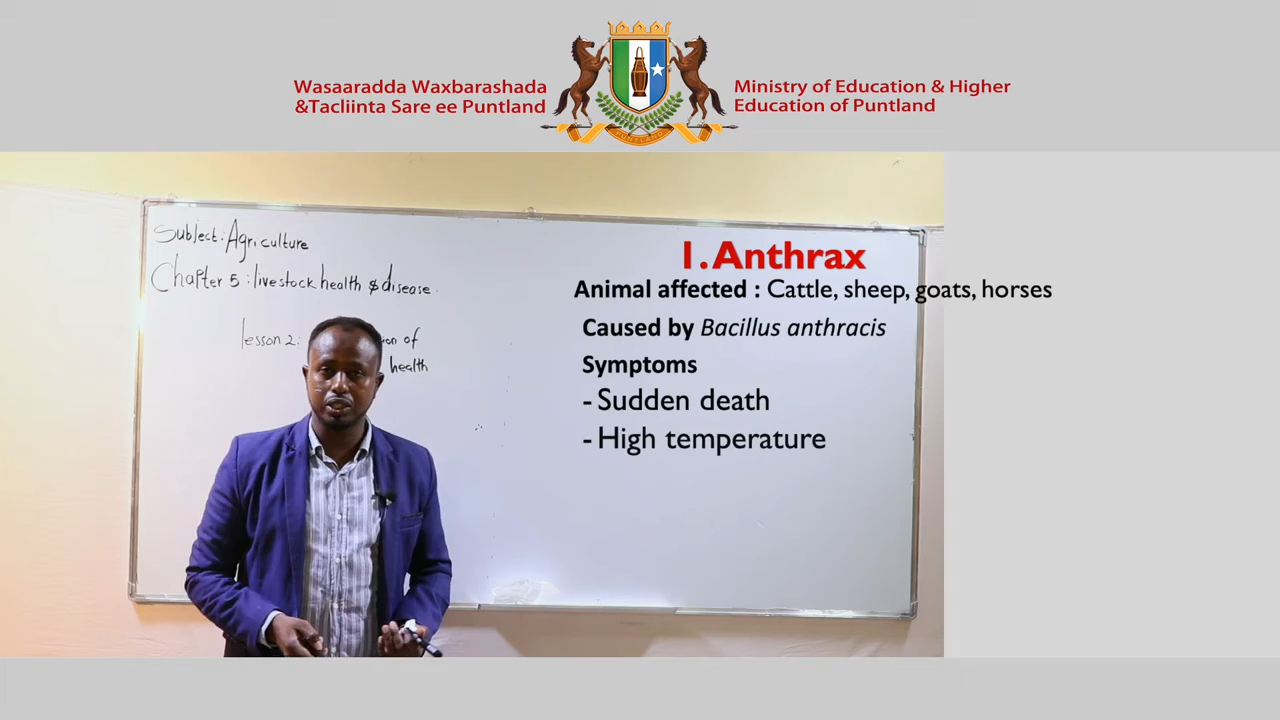 Wasaaradda Waxbarashada
&Tacliinta Sare ee Puntland
Ministry of Education & Higher
Education of Puntland
Subject: Agriculture
Chapter 5: livestock health & disease.
lesson 2:
on of
health
1. Anthrax
Animal affected : Cattle, sheep, goats, horses
Caused by Bacillus anthracis
Symptoms
- Sudden death
- High temperature